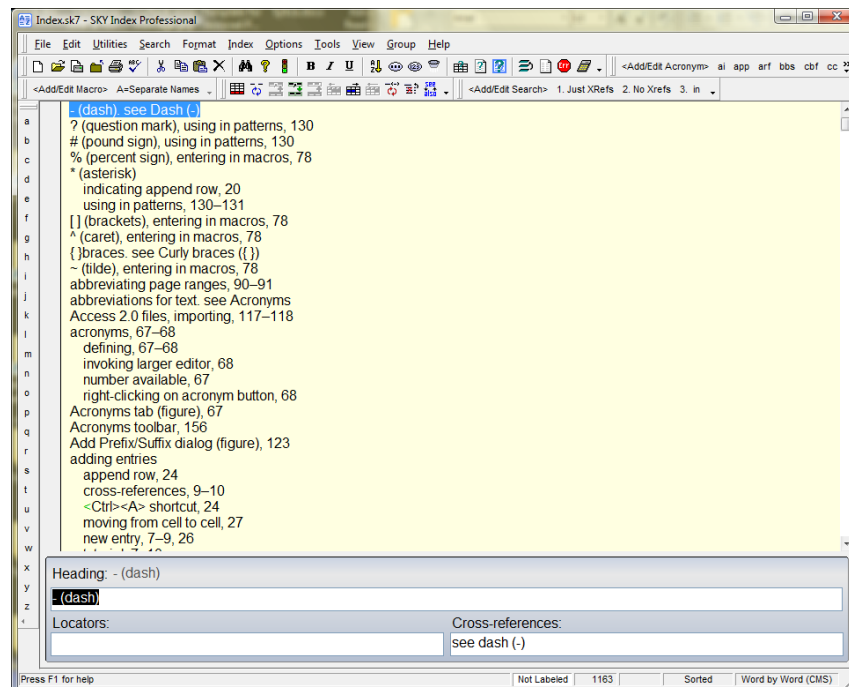 Index.sk7 - SKY Index Professional
File Edit Utilities Search Format Index Options Tools View Group Help
B I U <Add/Edit Acronym> ai app arf bbs cbf cc
<Add/Edit Macro> A=Separate Names see also <Add/Edit Search> 1. Just XRefs 2. No Xrefs 3. in
- (dash). see Dash (-)
? (question mark), using in patterns, 130
# (pound sign), using in patterns, 130
% (percent sign), entering in macros, 78
* (asterisk)
indicating append row, 20
using in patterns, 130–131
[ ] (brackets), entering in macros, 78
^ (caret), entering in macros, 78
{ }braces. see Curly braces ({ })
~ (tilde), entering in macros, 78
abbreviating page ranges, 90–91
abbreviations for text. see Acronyms
Access 2.0 files, importing, 117–118
acronyms, 67–68
defining, 67–68
invoking larger editor, 68
number available, 67
right-clicking on acronym button, 68
Acronyms tab (figure), 67
Acronyms toolbar, 156
Add Prefix/Suffix dialog (figure), 123
adding entries
append row, 24
cross-references, 9–10
<Ctrl><A> shortcut, 24
moving from cell to cell, 27
new entry, 7–9, 26
a
b
c
d
e
f
g
h
i
j
k
l
m
n
o
p
q
r
s
t
u
v
w
x
y
z
Heading: - (dash)
- (dash)
Locators:
Cross-references:
see dash (-)
Press F1 for help
Not Labeled 1163 Sorted Word by Word (CMS)